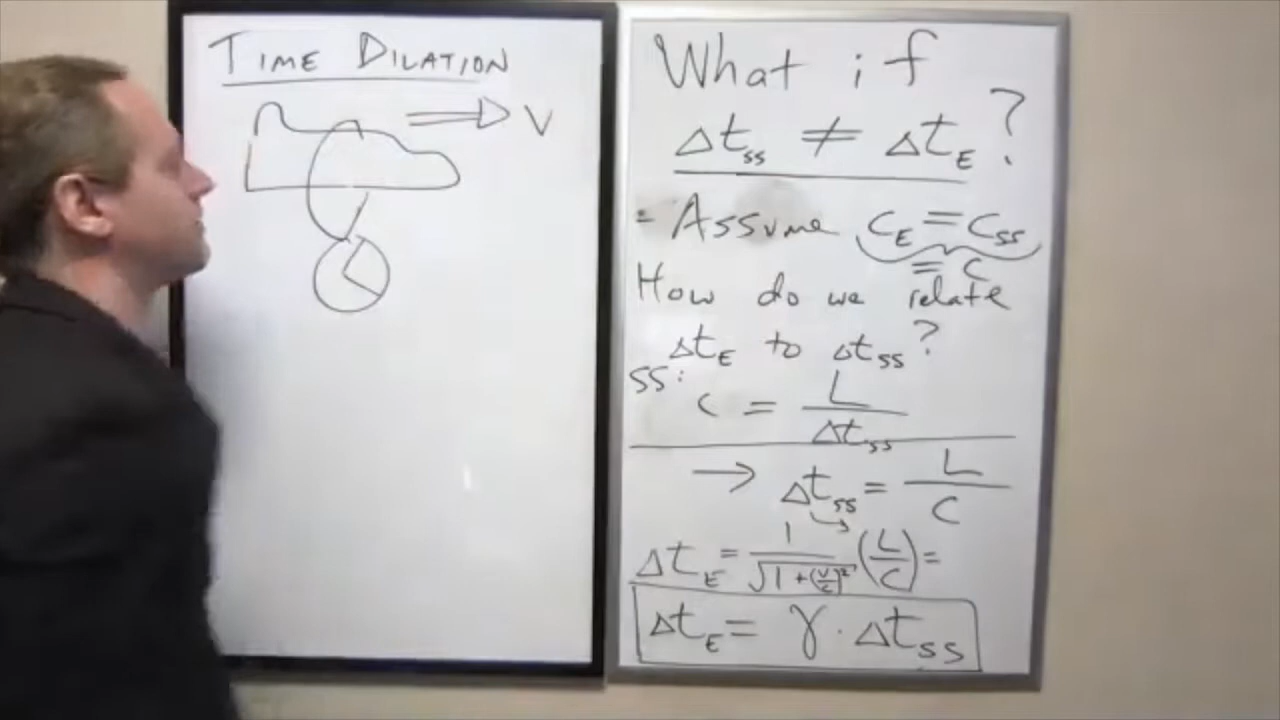 TIME DILATION
V
What if
Δt_ss ≠ Δt_E ?
= Assume C_E = C_ss
= C
How do we relate
Δt_E to Δt_ss ?
SS:
C = L / Δt_ss
→ Δt_ss = L / C
Δt_E = 1 / √(1 + (V/C)²) (L/C) =
Δt_E = γ · Δt_ss